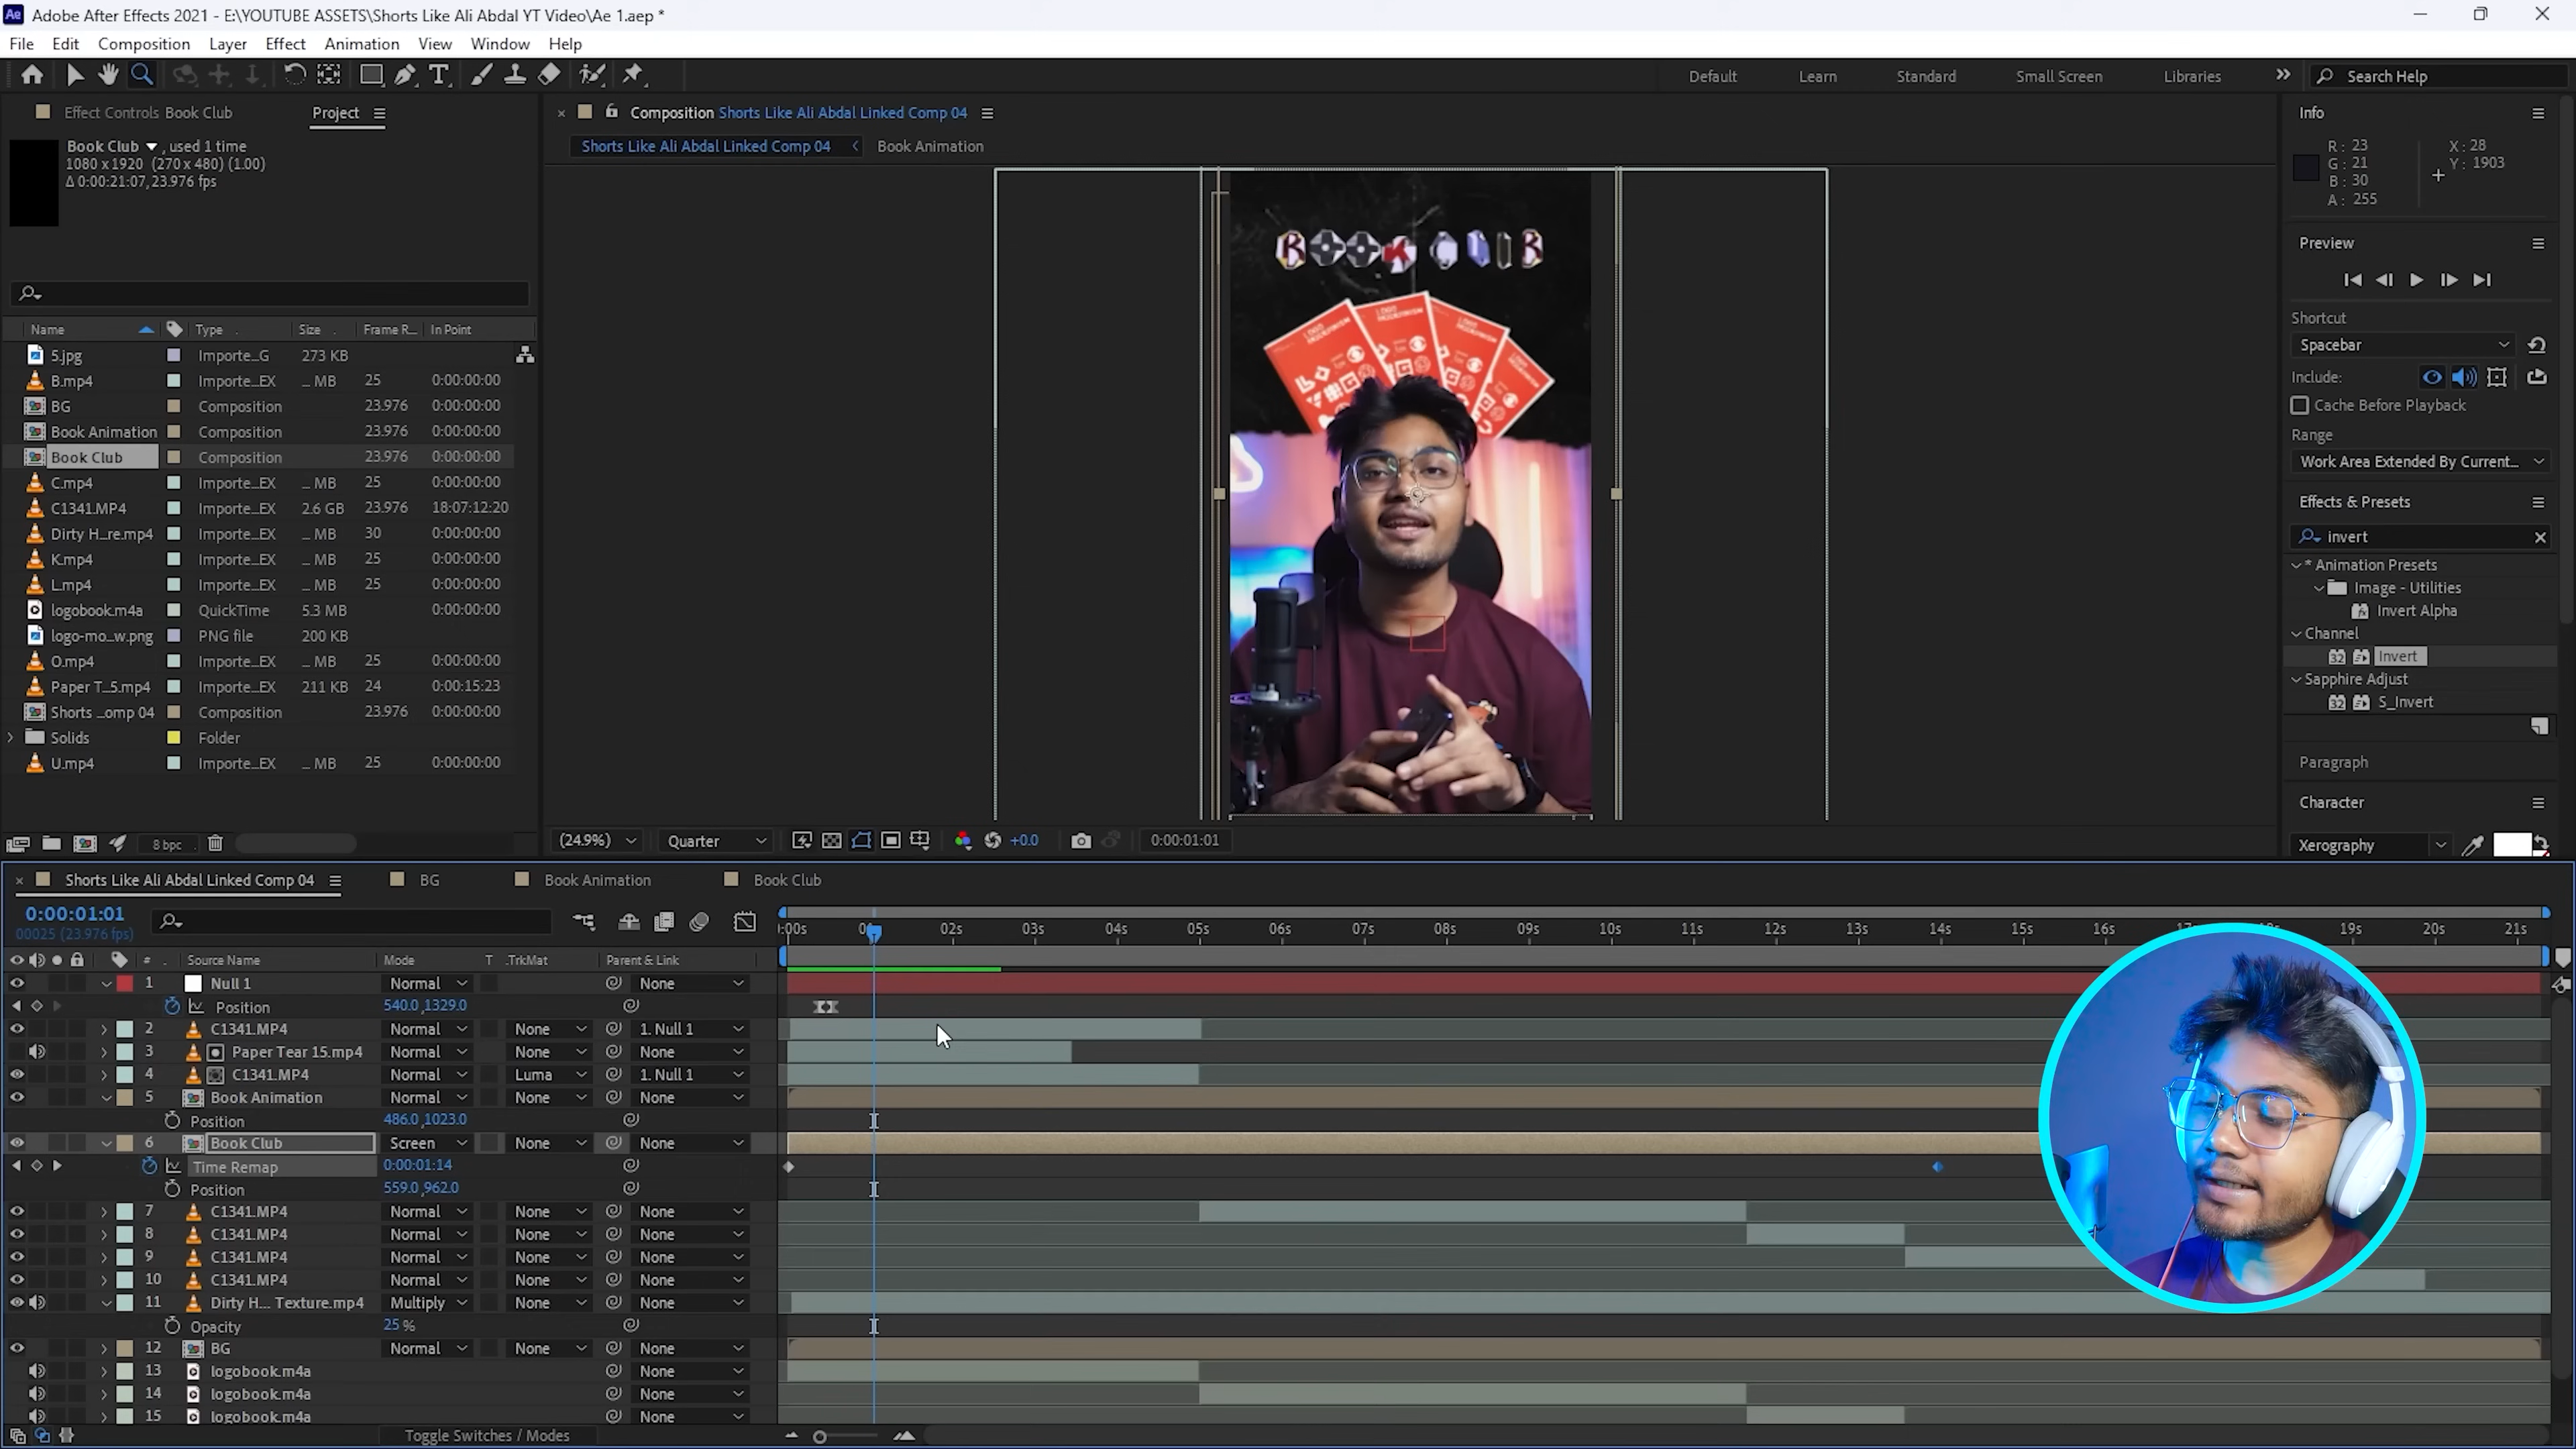 Adobe After Effects 2021 - E:\YOUTUBE ASSETS\Shorts Like Ali Abdal YT Video\Ae 1.aep *
File Edit Composition Layer Effect Animation View Window Help
Default Learn Standard Small Screen Libraries Search Help
Effect Controls Book Club
Project
Book Club , used 1 time
1080 x 1920 (270 x 480) (1.00)
Δ 0:00:21:07, 23.976 fps
Name Type Size Frame R... In Point
5.jpg Importe_G 273 KB
B.mp4 Importe_EX ... MB 25 0:00:00:00
BG Composition 23.976 0:00:00:00
Book Animation Composition 23.976 0:00:00:00
Book Club Composition 23.976 0:00:00:00
C.mp4 Importe_EX ... MB 25 0:00:00:00
C1341.MP4 Importe_EX 2.6 GB 23.976 18:07:12:20
Dirty H...re.mp4 Importe_EX ... MB 30 0:00:00:00
K.mp4 Importe_EX ... MB 25 0:00:00:00
L.mp4 Importe_EX ... MB 25 0:00:00:00
logobook.m4a QuickTime 5.3 MB 0:00:00:00
logo-mo...w.png PNG file 200 KB
O.mp4 Importe_EX ... MB 25 0:00:00:00
Paper T...5.mp4 Importe_EX 211 KB 24 0:00:15:23
Shorts ...omp 04 Composition 23.976 0:00:00:00
Solids Folder
U.mp4 Importe_EX ... MB 25 0:00:00:00
8 bpc
Composition Shorts Like Ali Abdal Linked Comp 04
Shorts Like Ali Abdal Linked Comp 04 Book Animation
BOOK CLUB
(24.9%) Quarter +0.0 0:00:01:01
Info
R: 23 X: 28
G: 21 Y: 1903
B: 30
A: 255
Preview
Shortcut
Spacebar
Include:
Cache Before Playback
Range
Work Area Extended By Current...
Effects & Presets
invert
* Animation Presets
Image - Utilities
Invert Alpha
Channel
32 Invert
Sapphire Adjust
32 S_Invert
Paragraph
Character
Xerography
Shorts Like Ali Abdal Linked Comp 04 BG Book Animation Book Club
0:00:01:01
00025 (23.976 fps)
:00s 02s 03s 04s 05s 06s 07s 08s 09s 10s 11s 12s 13s 14s 15s 16s 19s 20s 21s
# Source Name Mode T .TrkMat Parent & Link
1 Null 1 Normal None
Position 540.0,1329.0
2 C1341.MP4 Normal None 1. Null 1
3 Paper Tear 15.mp4 Normal None None
4 C1341.MP4 Normal Luma 1. Null 1
5 Book Animation Normal None None
Position 486.0,1023.0
6 Book Club Screen None None
Time Remap 0:00:01:14
Position 559.0,962.0
7 C1341.MP4 Normal None None
8 C1341.MP4 Normal None None
9 C1341.MP4 Normal None None
10 C1341.MP4 Normal None None
11 Dirty H... Texture.mp4 Multiply None None
Opacity 25 %
12 BG Normal None None
13 logobook.m4a None
14 logobook.m4a None
15 logobook.m4a None
Toggle Switches / Modes